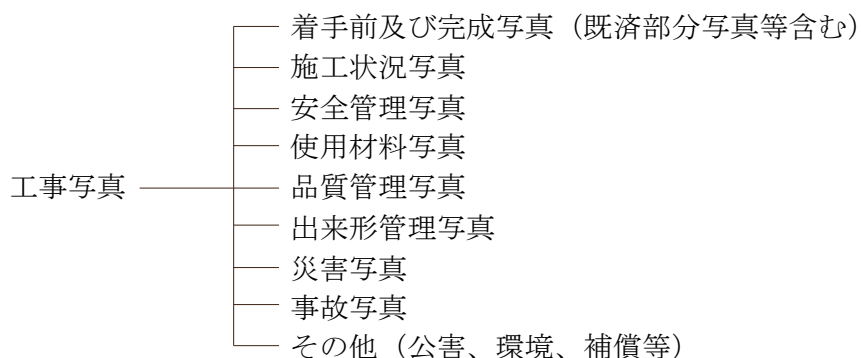 着手前及び完成写真（既済部分写真等含む）
施工状況写真
安全管理写真
使用材料写真
工事写真
品質管理写真
出来形管理写真
災害写真
事故写真
その他（公害、環境、補償等）